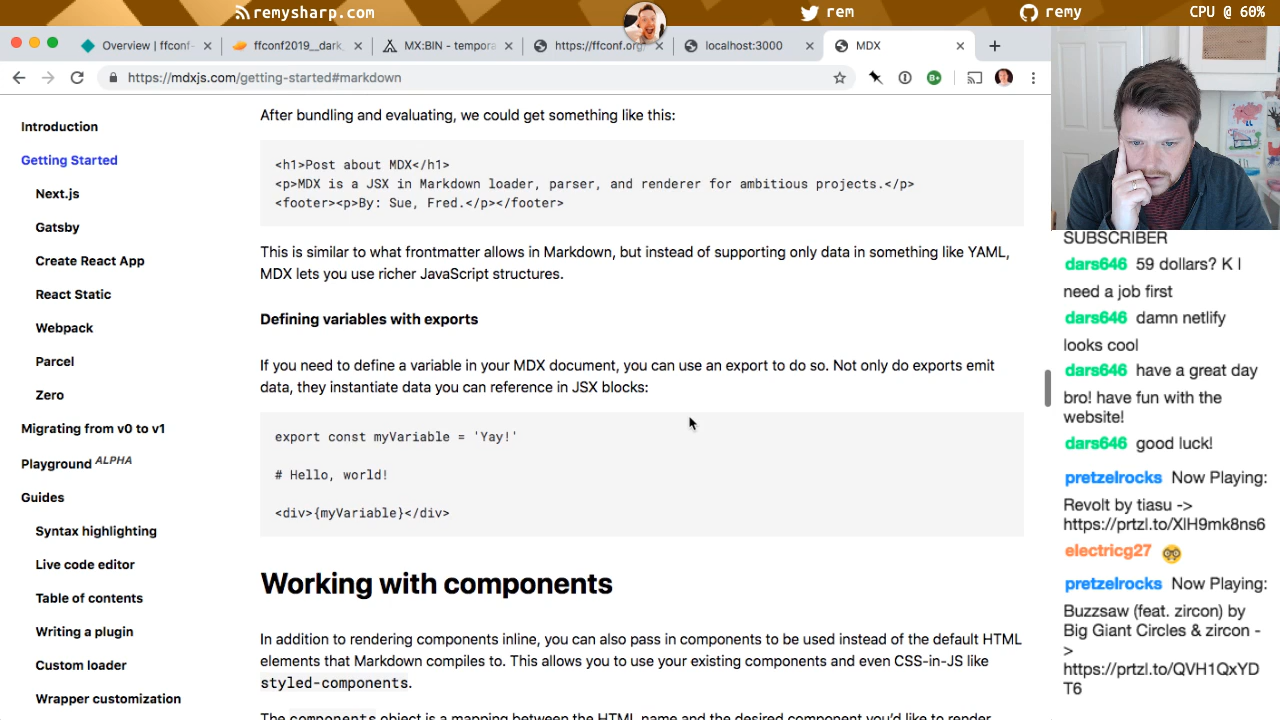 remysharp.com
rem
remy
CPU @ 60%
Overview | ffconf-
ffconf2019__dark_
MX:BIN - tempora
https://ffconf.org/
localhost:3000
MDX
https://mdxjs.com/getting-started#markdown
Introduction
Getting Started
Next.js
Gatsby
Create React App
React Static
Webpack
Parcel
Zero
Migrating from v0 to v1
Playground ALPHA
Guides
Syntax highlighting
Live code editor
Table of contents
Writing a plugin
Custom loader
Wrapper customization
After bundling and evaluating, we could get something like this:
<h1>Post about MDX</h1>
<p>MDX is a JSX in Markdown loader, parser, and renderer for ambitious projects.</p>
<footer><p>By: Sue, Fred.</p></footer>
This is similar to what frontmatter allows in Markdown, but instead of supporting only data in something like YAML,
MDX lets you use richer JavaScript structures.
Defining variables with exports
If you need to define a variable in your MDX document, you can use an export to do so. Not only do exports emit
data, they instantiate data you can reference in JSX blocks:
export const myVariable = 'Yay!'
# Hello, world!
<div>{myVariable}</div>
Working with components
In addition to rendering components inline, you can also pass in components to be used instead of the default HTML
elements that Markdown compiles to. This allows you to use your existing components and even CSS-in-JS like
styled-components.
The components object is a mapping between the HTML name and the desired component you'd like to render.
SUBSCRIBER
dars646 59 dollars? K I
need a job first
dars646 damn netlify
looks cool
dars646 have a great day
bro! have fun with the
website!
dars646 good luck!
pretzelrocks Now Playing:
Revolt by tiasu ->
https://prtzl.to/XlH9mk8ns6
electricg27
pretzelrocks Now Playing:
Buzzsaw (feat. zircon) by
Big Giant Circles & zircon -
>
https://prtzl.to/QVH1QxYD
T6